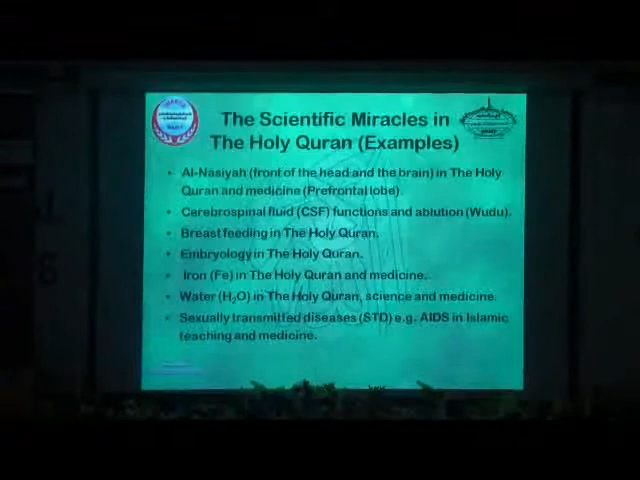 The Scientific Miracles in
The Holy Quran (Examples)
• Al-Nasiyah (front of the head and the brain) in The Holy
Quran and medicine (Prefrontal lobe).
• Cerebrospinal fluid (CSF) functions and ablution (Wudu).
• Breast feeding in The Holy Quran.
• Embryology in The Holy Quran.
• Iron (Fe) in The Holy Quran and medicine.
• Water (H₂O) in The Holy Quran, science and medicine.
• Sexually transmitted diseases (STD) e.g. AIDS in Islamic
teaching and medicine.